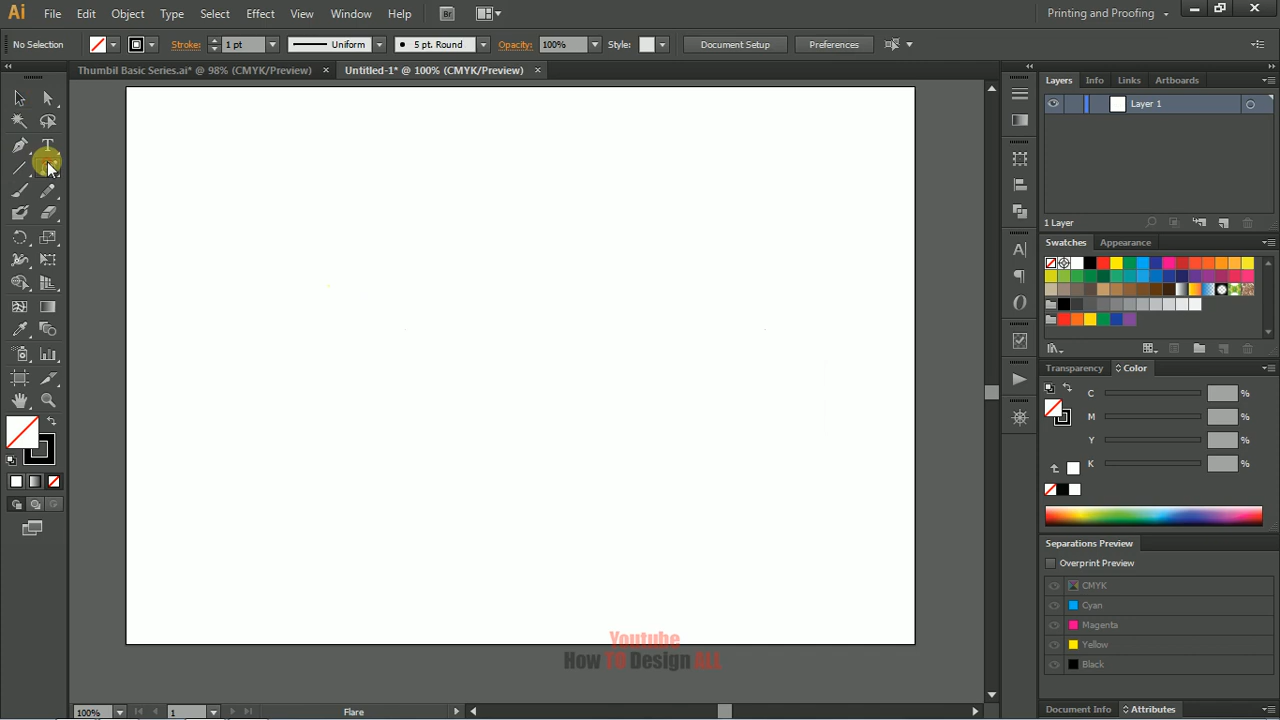 Ai File Edit Object Type Select Effect View Window Help Br Printing and Proofing
No Selection Stroke: 1 pt Uniform 5 pt. Round Opacity: 100% Style: Document Setup Preferences
Thumbil Basic Series.ai* @ 98% (CMYK/Preview) Untitled-1* @ 100% (CMYK/Preview)
Layers Info Links Artboards
Layer 1
1 Layer
Swatches Appearance
Transparency Color
C %
M %
Y %
K %
Separations Preview
Overprint Preview
CMYK
Cyan
Magenta
Yellow
Black
Youtube
How TO Design ALL
100% 1 Flare
Document Info Attributes